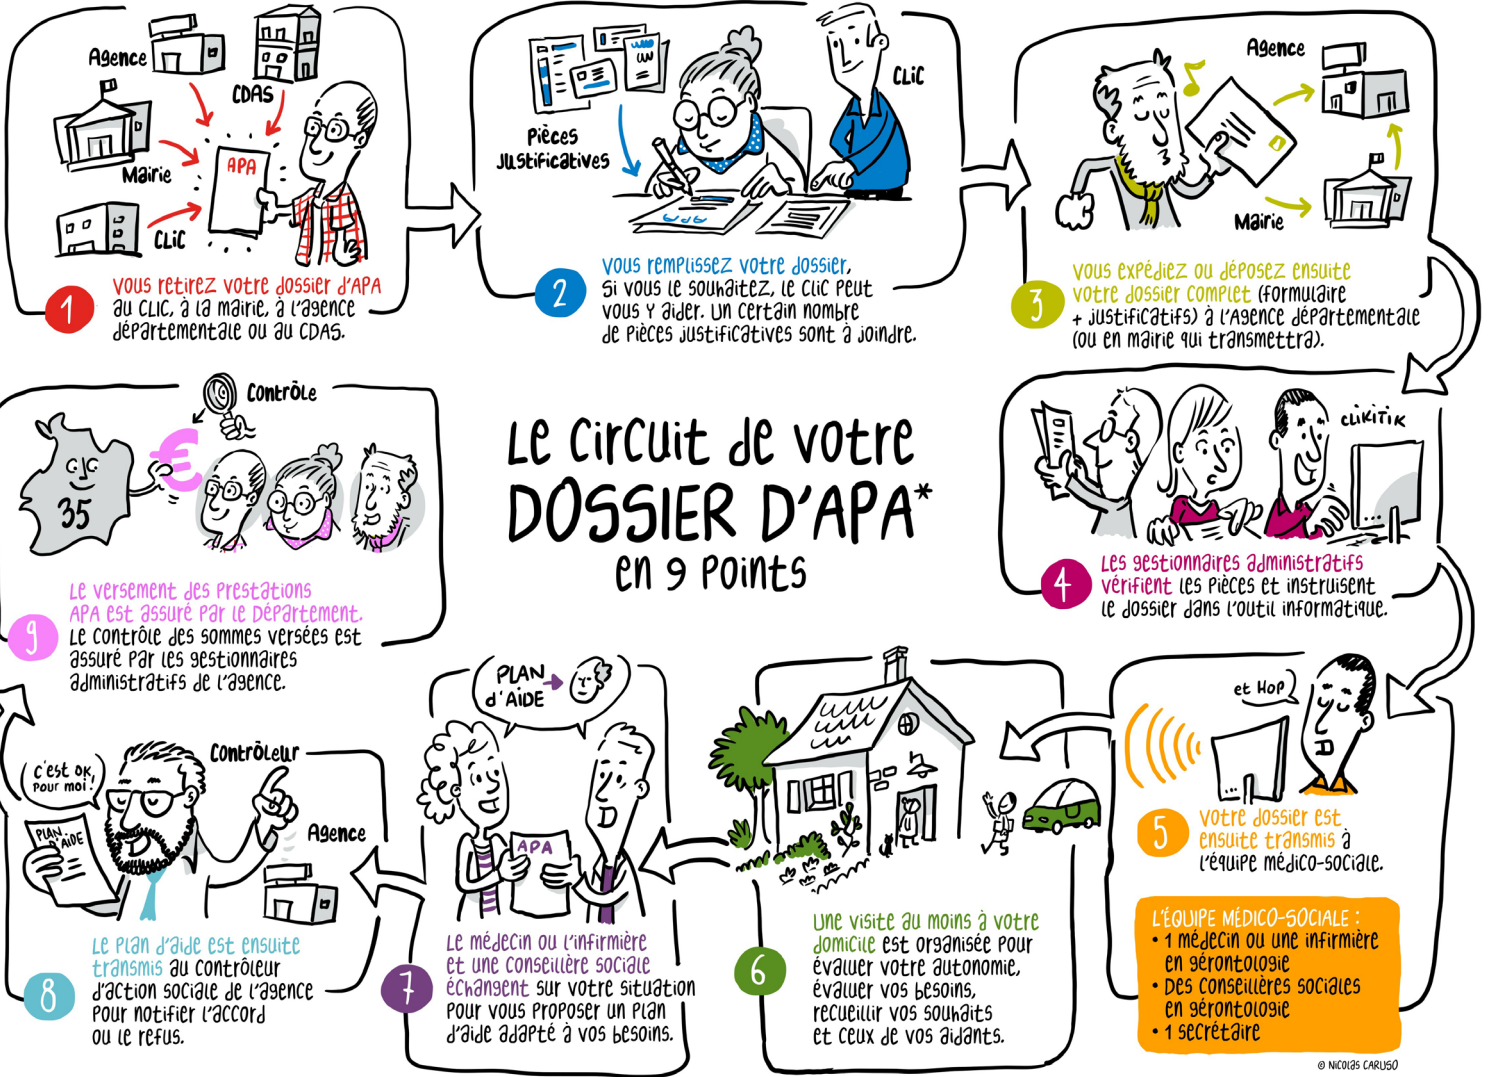 Agence
CDAS
Mairie
CLiC
APA
1
Vous retirez votre dossier d'APA
au CLIC, à la mairie, à l'agence
départementale ou au CDAS.
Pièces
Justificatives
CLiC
APA
2
Vous remplissez votre dossier,
Si vous le souhaitez, le Clic peut
vous y aider. Un certain nombre
de pièces justificatives sont à joindre.
Agence
Mairie
3
Vous expédiez ou déposez ensuite
votre dossier complet (formulaire
+ justificatifs) à l'Agence départementale
(ou en mairie qui transmettra).
Le circuit de votre
DOSSIER D'APA*
en 9 points
CLIKITIK
4
Les gestionnaires administratifs
vérifient les pièces et instruisent
le dossier dans l'outil informatique.
et HOP
5
Votre dossier est
ensuite transmis à
l'équipe médico-sociale.
L'ÉQUIPE MÉDICO-SOCIALE :
• 1 médecin ou une infirmière
en gérontologie
• Des conseillères sociales
en gérontologie
• 1 secrétaire
6
Une visite au moins à votre
domicile est organisée pour
évaluer votre autonomie,
évaluer vos besoins,
recueillir vos souhaits
et ceux de vos aidants.
PLAN
d'AiDE
APA
7
Le médecin ou l'infirmière
et une conseillère sociale
échangent sur votre situation
pour vous proposer un plan
d'aide adapté à vos besoins.
C'est OK,
pour moi !
Contrôleur
PLAN
D'AIDE
Agence
8
Le plan d'aide est ensuite
transmis au contrôleur
d'action sociale de l'agence
pour notifier l'accord
ou le refus.
Contrôle
€
35
9
Le versement des prestations
APA est assuré par le Département.
Le contrôle des sommes versées est
assuré par les gestionnaires
administratifs de l'agence.
© NICOLAS CARUSO